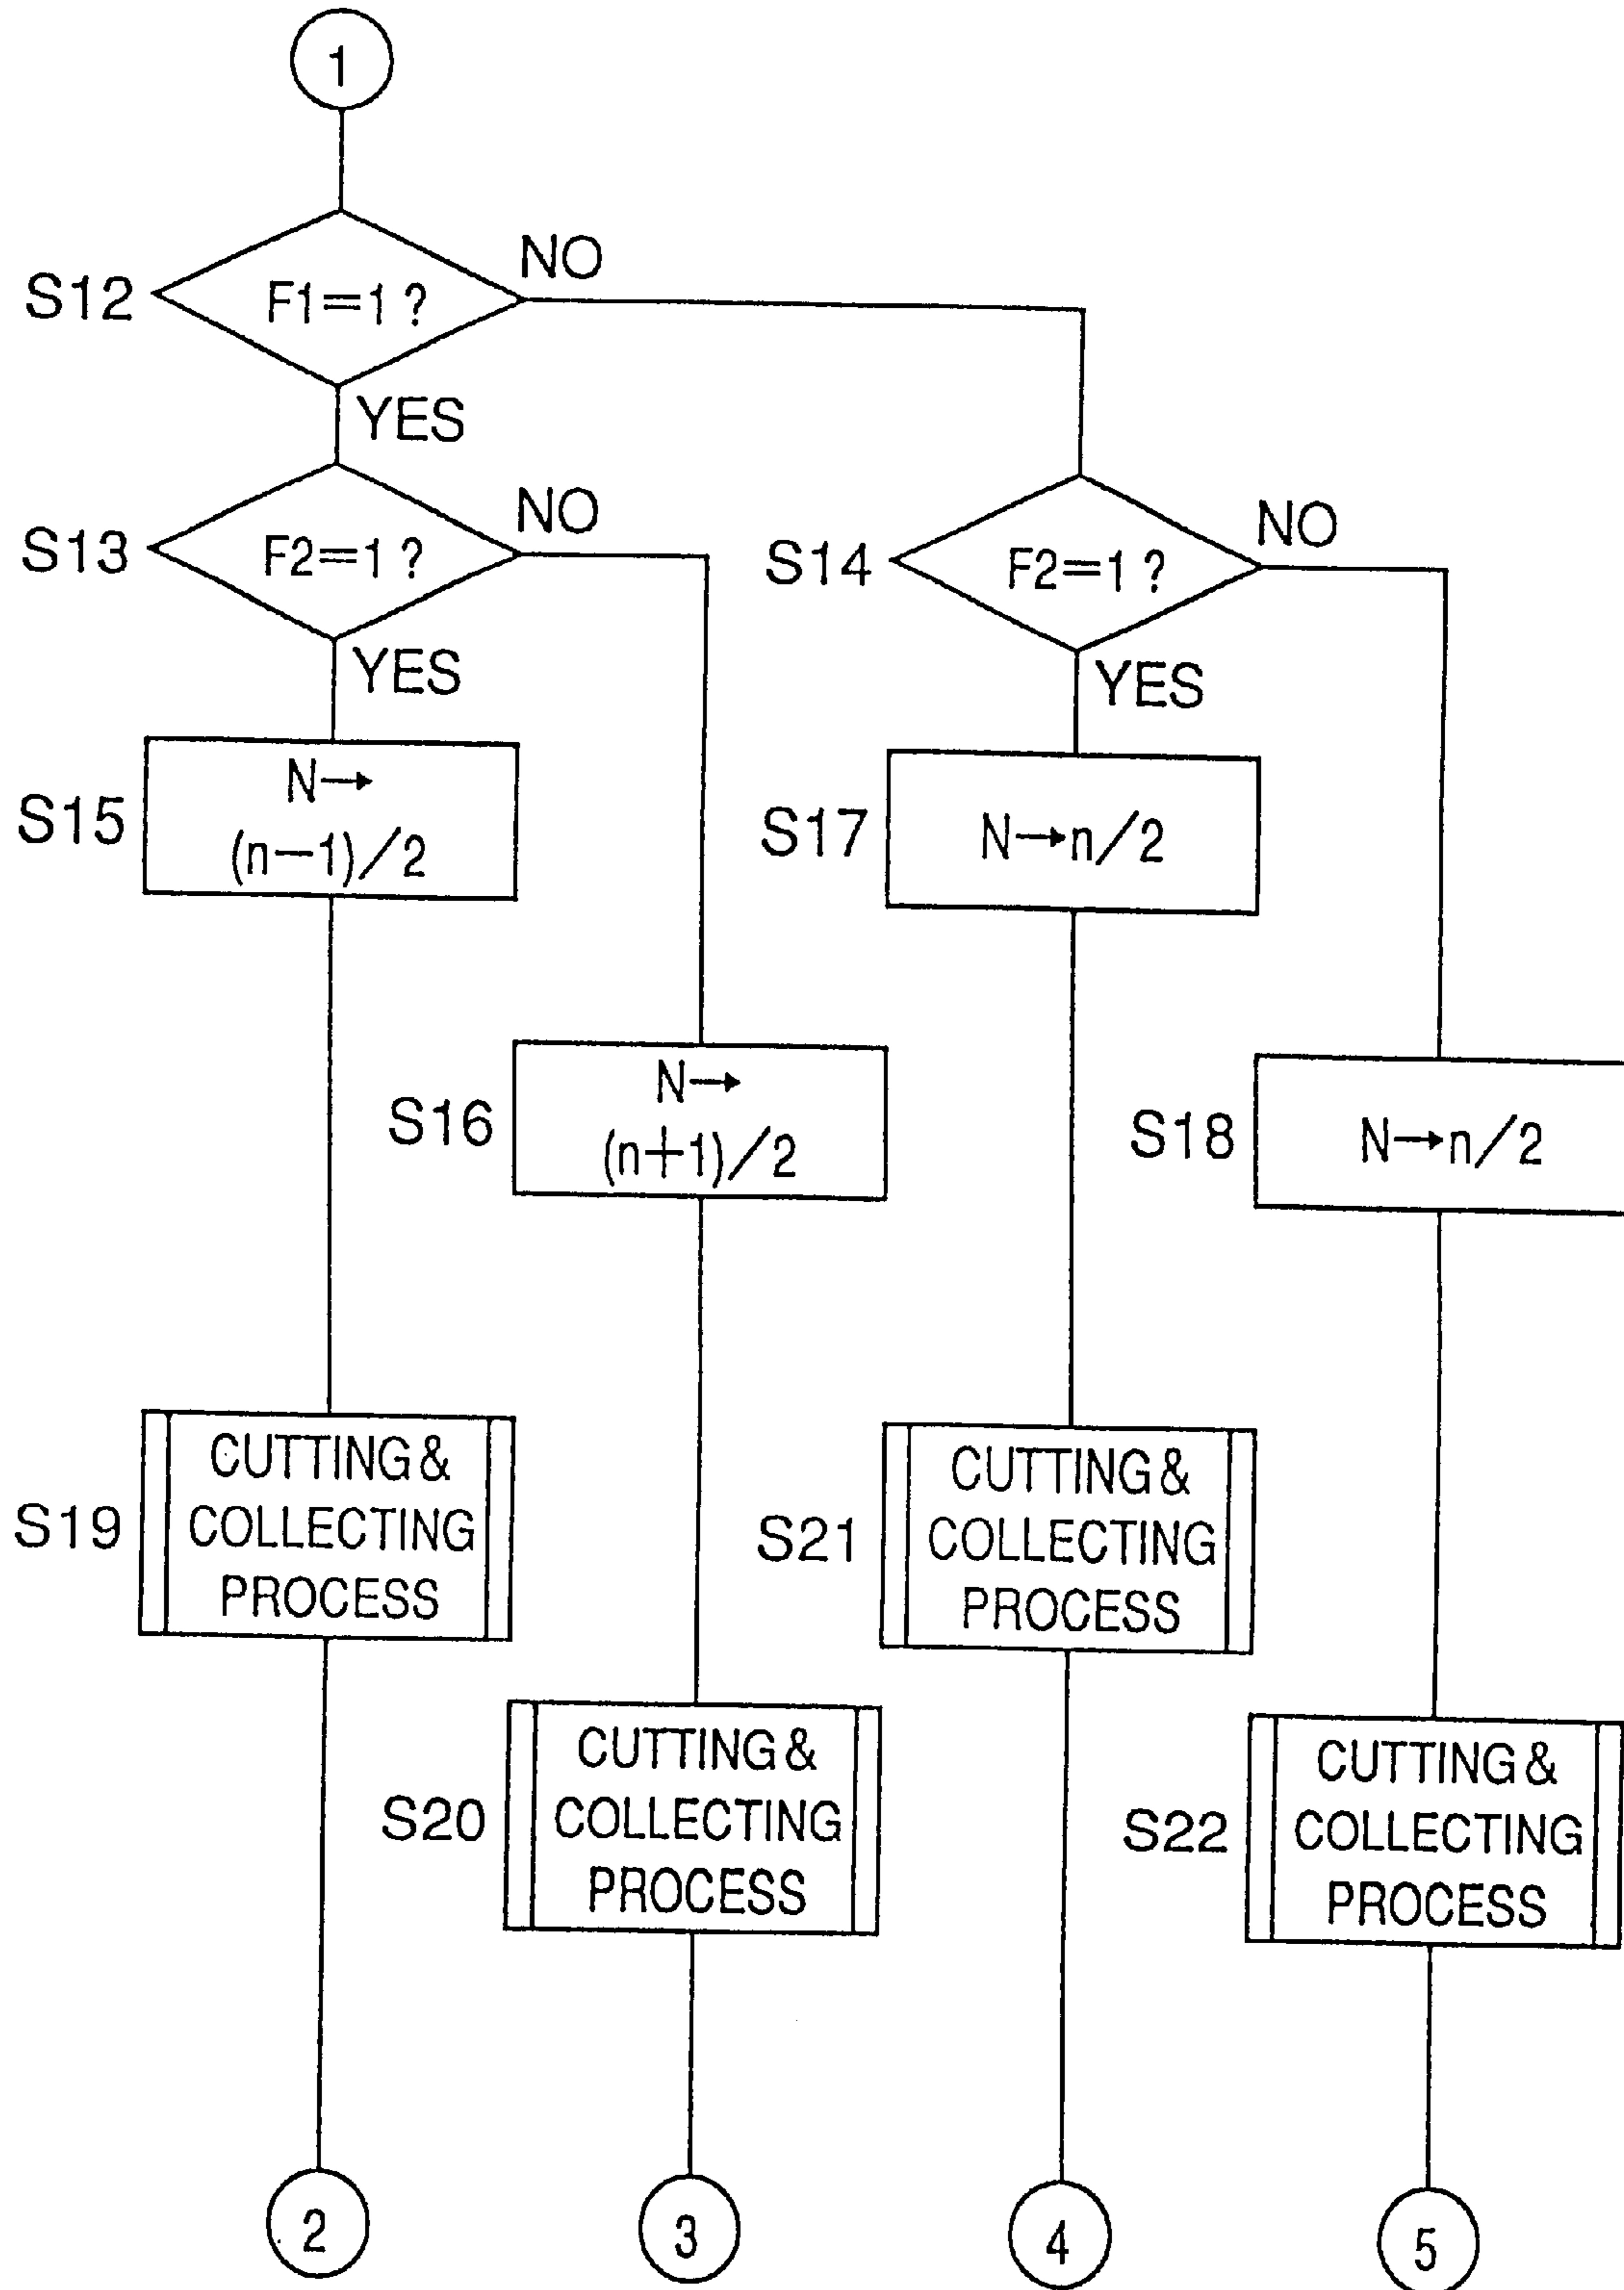 1
NO
S12
F1=1 ?
YES
NO
NO
S13
F2=1 ?
S14
F2=1 ?
YES
YES
S15
N→
(n−1)/2
S17
N→n/2
S16
N→
(n+1)/2
S18
N→n/2
S19
CUTTING &
COLLECTING
PROCESS
S21
CUTTING &
COLLECTING
PROCESS
S20
CUTTING &
COLLECTING
PROCESS
S22
CUTTING &
COLLECTING
PROCESS
2
3
4
5